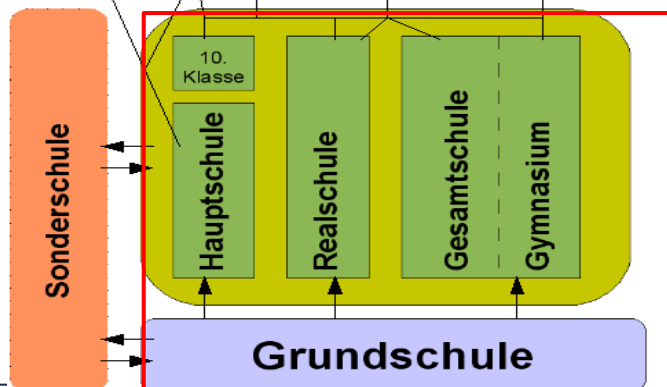 10.
Klasse
Sonderschule
Hauptschule
Realschule
Gesamtschule
Gymnasium
Grundschule